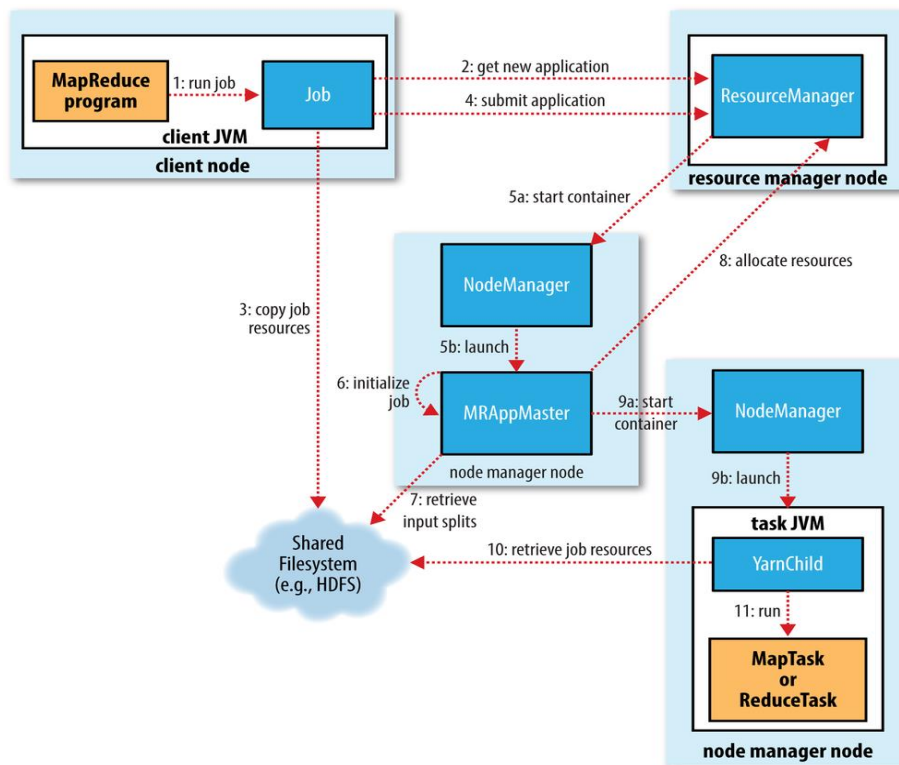 MapReduce
program
1: run job
Job
client JVM
client node
2: get new application
4: submit application
ResourceManager
resource manager node
5a: start container
8: allocate resources
3: copy job
resources
NodeManager
5b: launch
6: initialize
job
MRAppMaster
node manager node
9a: start
container
NodeManager
9b: launch
7: retrieve
input splits
Shared
Filesystem
(e.g., HDFS)
10: retrieve job resources
task JVM
YarnChild
11: run
MapTask
or
ReduceTask
node manager node